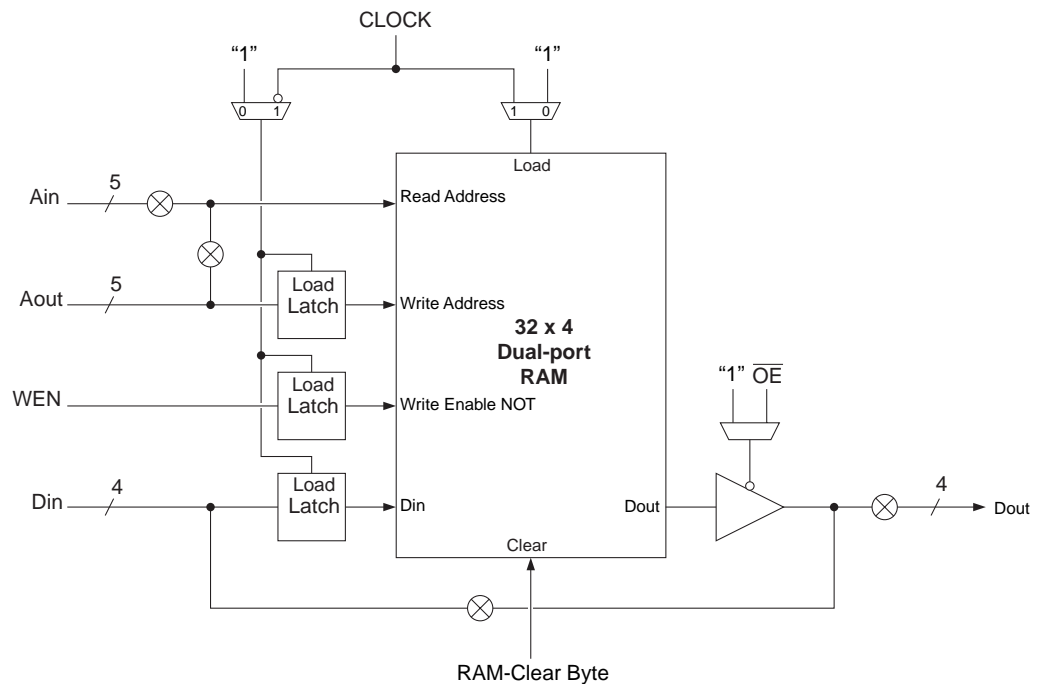 CLOCK
“1”
“1”
0 1
1 0
Load
Ain
5
Read Address
Aout
5
Load
Latch
Write Address
32 x 4
Dual-port
RAM
WEN
Load
Latch
Write Enable NOT
“1” OE
Din
4
Load
Latch
Din
Dout
4
Dout
Clear
RAM-Clear Byte